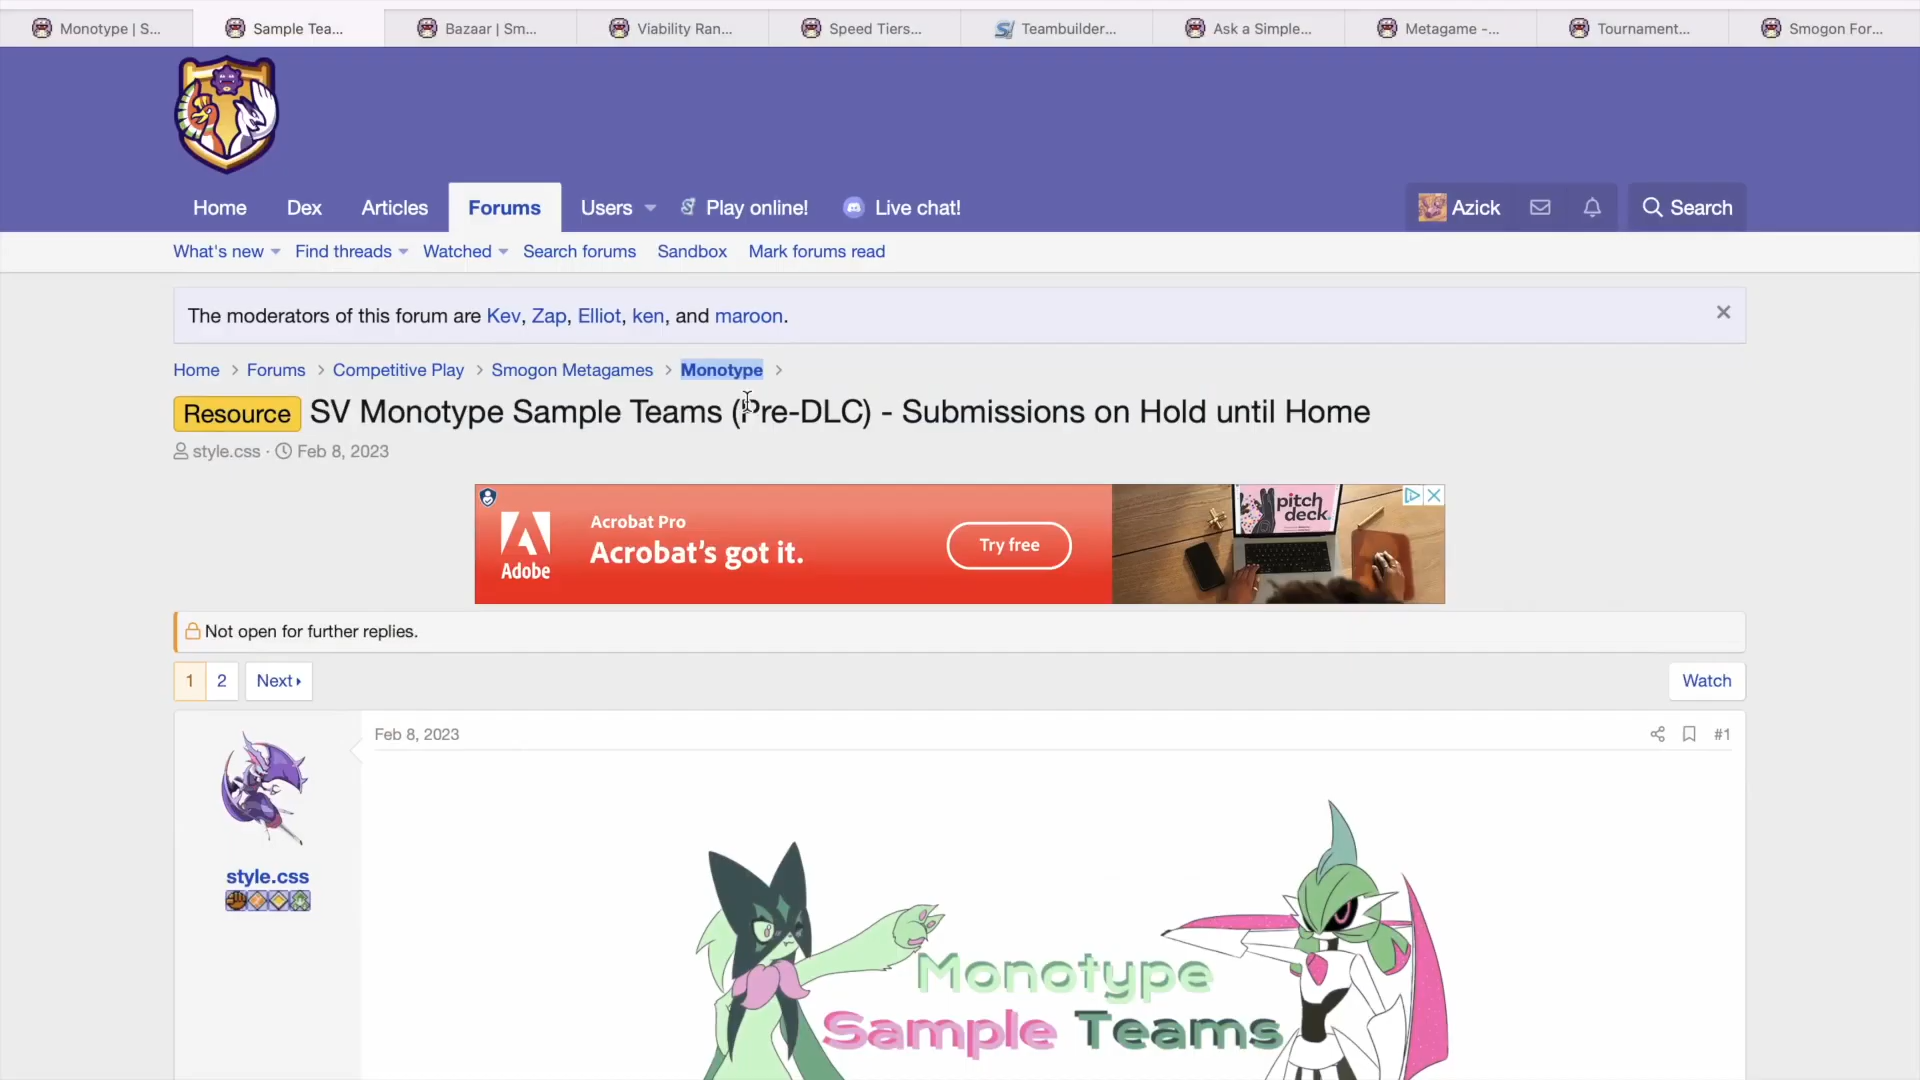 Monotype | S...
Sample Tea...
Bazaar | Sm...
Viability Ran...
Speed Tiers...
Teambuilder...
Ask a Simple...
Metagame -...
Tournament...
Smogon For...
Home
Dex
Articles
Forums
Users
Play online!
Live chat!
Azick
Search
What's new
Find threads
Watched
Search forums
Sandbox
Mark forums read
The moderators of this forum are Kev, Zap, Elliot, ken, and maroon.
Home > Forums > Competitive Play > Smogon Metagames > Monotype >
Resource SV Monotype Sample Teams (Pre-DLC) - Submissions on Hold until Home
style.css · Feb 8, 2023
Adobe
Acrobat Pro
Acrobat's got it.
Try free
pitch
deck.
Not open for further replies.
1 2 Next
Watch
Feb 8, 2023
#1
style.css
Monotype
Sample Teams